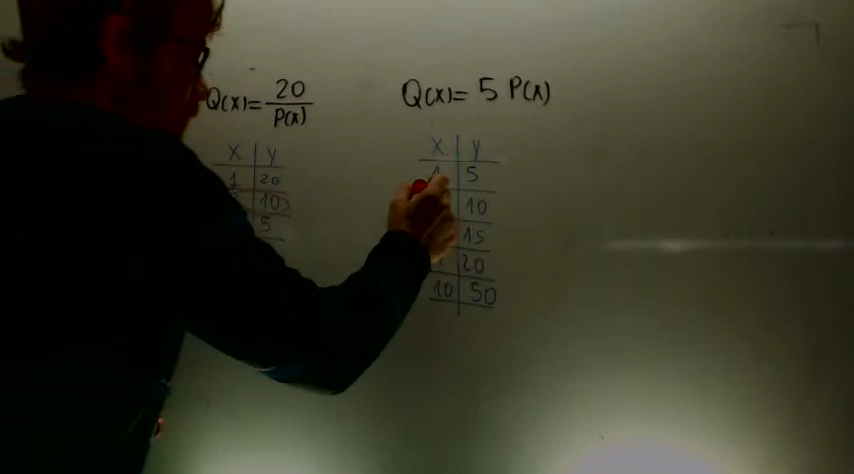 Q(x)= 20/P(x)
x y
1 20
10
5
Q(x)= 5 P(x)
x y
1 5
10
15
20
10 50